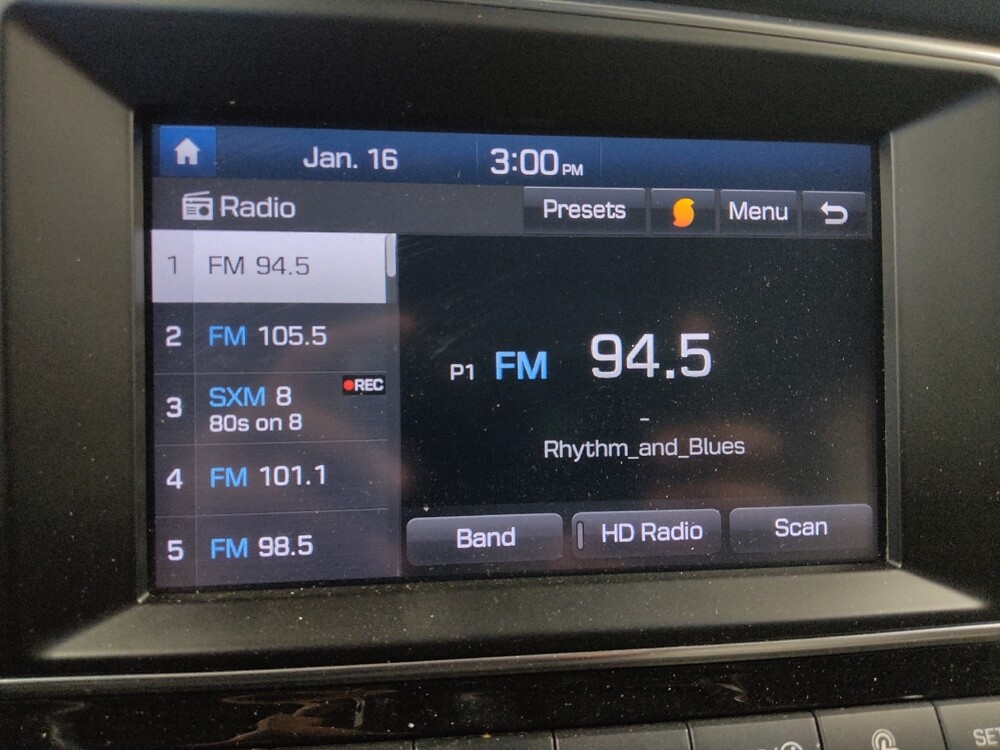 Jan. 16 3:00 PM
Radio Presets Menu
1 FM 94.5
2 FM 105.5
3 SXM 8 REC
80s on 8
4 FM 101.1
5 FM 98.5
P1 FM 94.5
-
Rhythm_and_Blues
Band HD Radio Scan